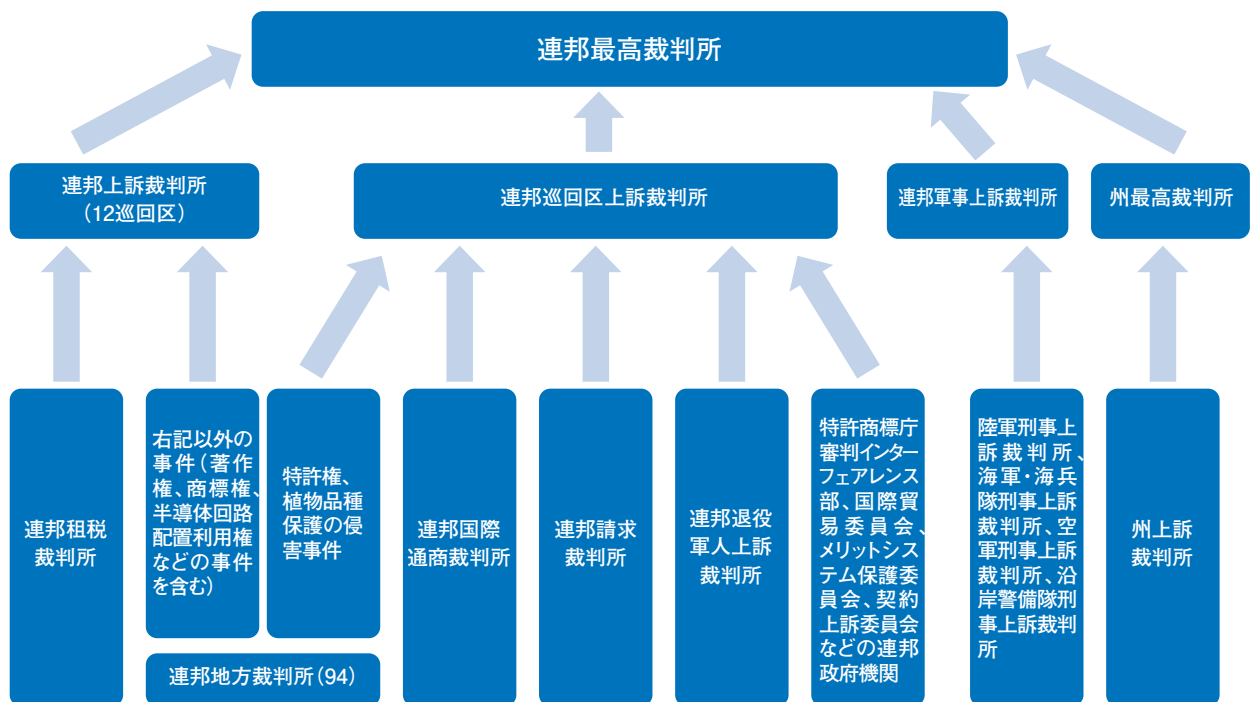 連邦最高裁判所
連邦上訴裁判所
(12巡回区)
連邦巡回区上訴裁判所
連邦軍事上訴裁判所
州最高裁判所
連邦租税
裁判所
右記以外の
事件(著作
権、商標権、
半導体回路
配置利用権
などの事件
を含む)
特許権、
植物品種
保護の侵
害事件
連邦地方裁判所(94)
連邦国際
通商裁判所
連邦請求
裁判所
連邦退役
軍人上訴
裁判所
特許商標庁
審判インター
フェアレンス
部、国際貿
易委員会、
メリットシス
テム保護委
員会、契約
上訴委員会
などの連邦
政府機関
陸軍刑事上
訴裁判所、
海軍・海兵
隊刑事上訴
裁判所、空
軍刑事上訴
裁判所、沿
岸警備隊刑
事上訴裁判
所
州上訴
裁判所